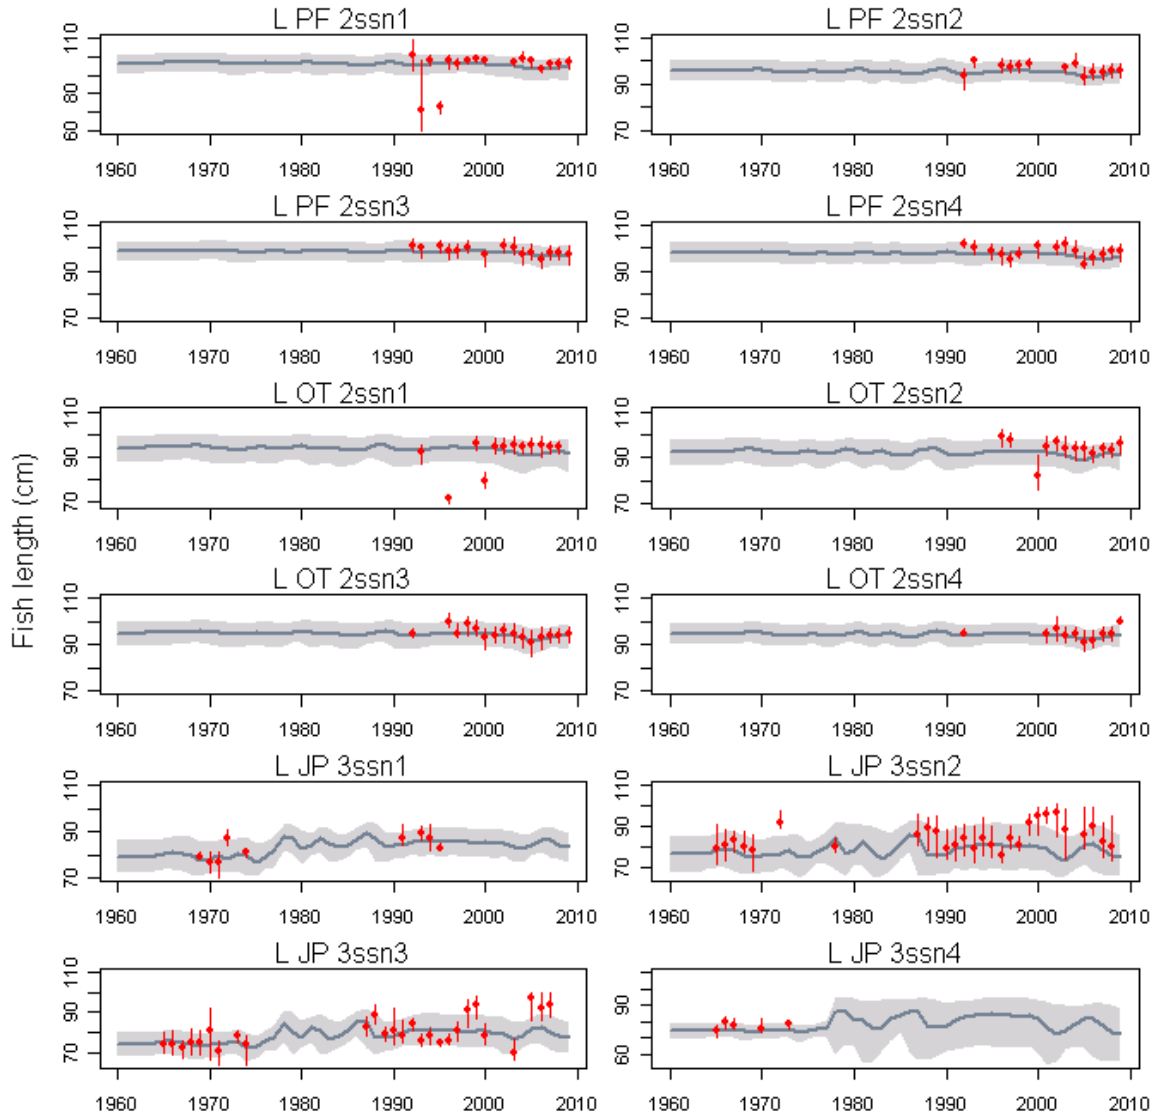 L PF 2ssn1
110
80
60
1960 1970 1980 1990 2000 2010
L PF 2ssn2
110
90
70
1960 1970 1980 1990 2000 2010
L PF 2ssn3
110
90
70
1960 1970 1980 1990 2000 2010
L PF 2ssn4
110
90
70
1960 1970 1980 1990 2000 2010
L OT 2ssn1
110
90
70
1960 1970 1980 1990 2000 2010
L OT 2ssn2
110
90
70
1960 1970 1980 1990 2000 2010
Fish length (cm)
L OT 2ssn3
110
90
70
1960 1970 1980 1990 2000 2010
L OT 2ssn4
110
90
70
1960 1970 1980 1990 2000 2010
L JP 3ssn1
110
90
70
1960 1970 1980 1990 2000 2010
L JP 3ssn2
110
90
70
1960 1970 1980 1990 2000 2010
L JP 3ssn3
110
90
70
1960 1970 1980 1990 2000 2010
L JP 3ssn4
90
60
1960 1970 1980 1990 2000 2010